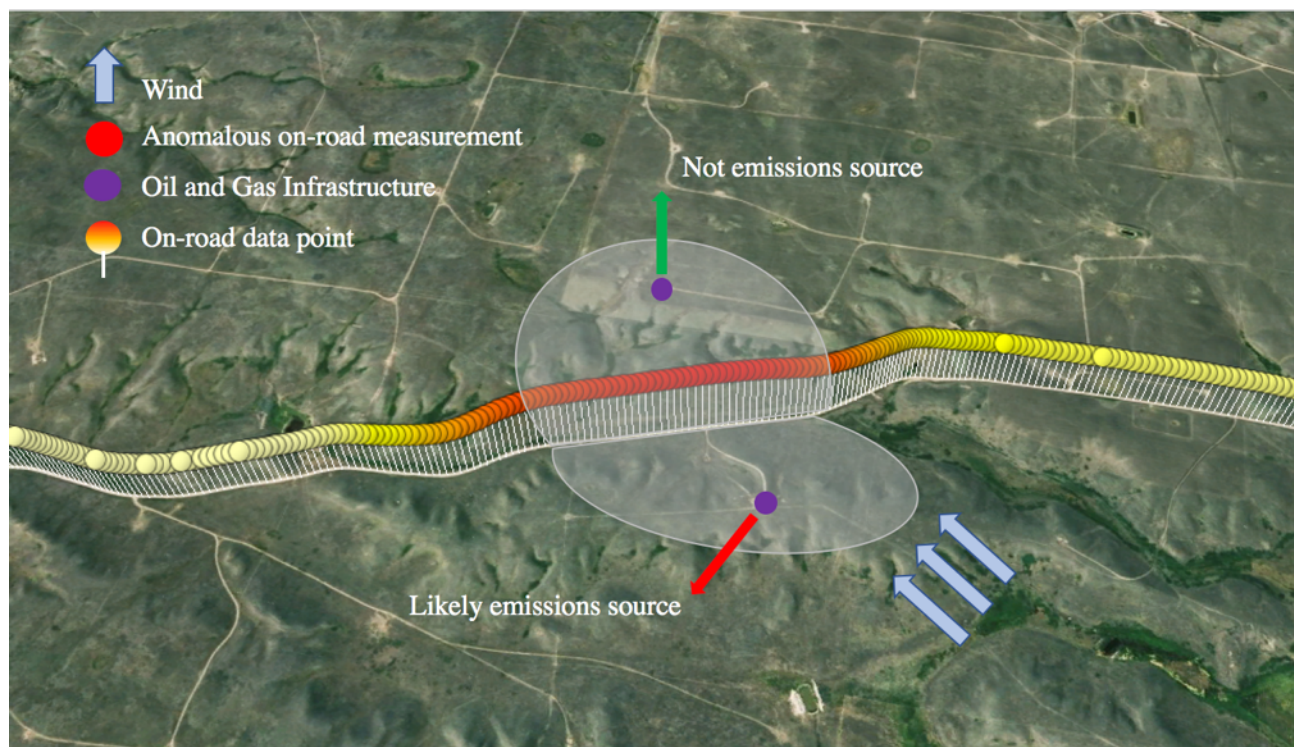 Wind
Anomalous on-road measurement
Oil and Gas Infrastructure
On-road data point
Not emissions source
Likely emissions source